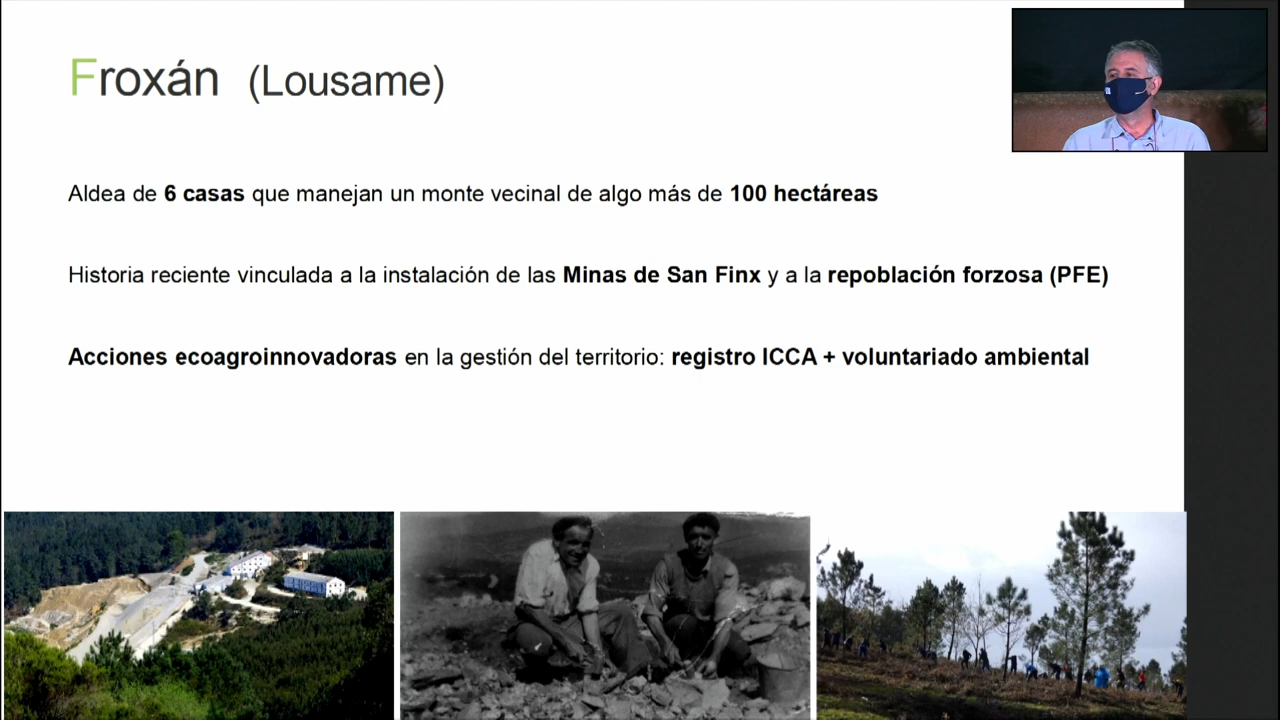 Froxán (Lousame)
Aldea de 6 casas que manejan un monte vecinal de algo más de 100 hectáreas
Historia reciente vinculada a la instalación de las Minas de San Finx y a la repoblación forzosa (PFE)
Acciones ecoagroinnovadoras en la gestión del territorio: registro ICCA + voluntariado ambiental